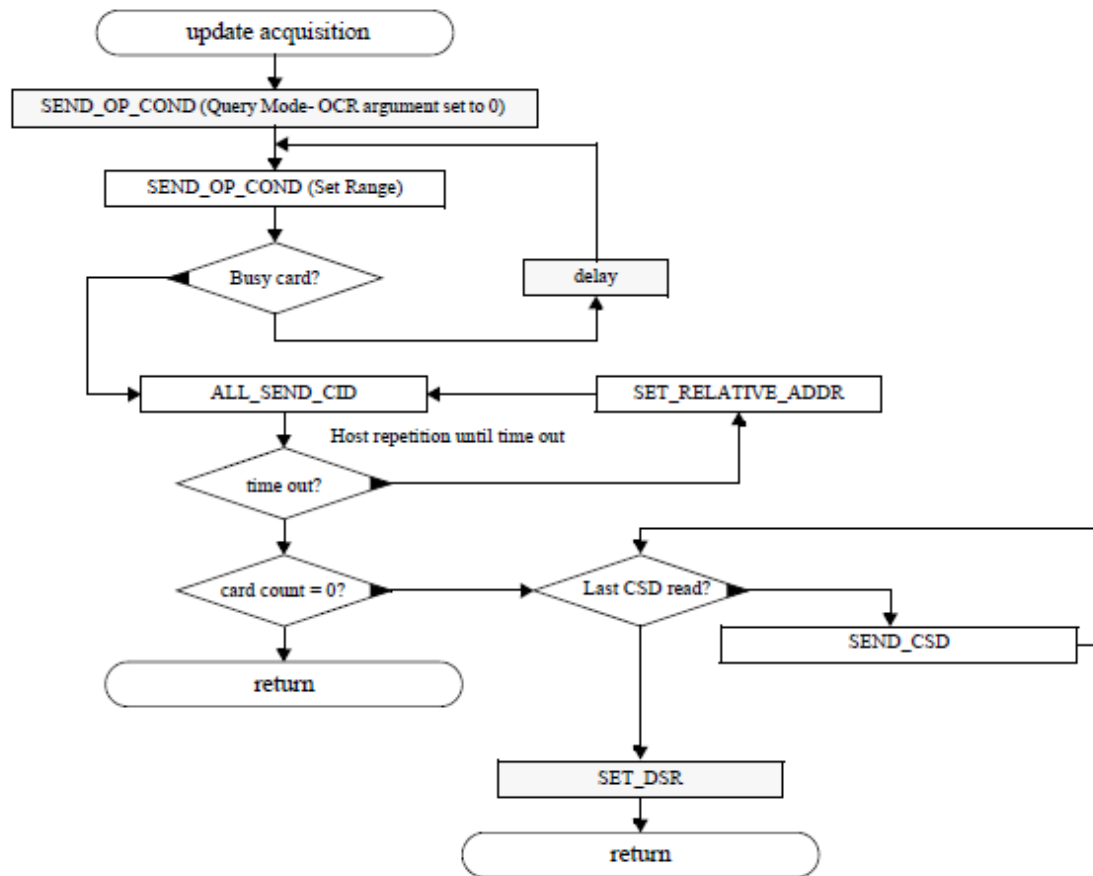 update acquisition
SEND_OP_COND (Query Mode- OCR argument set to 0)
SEND_OP_COND (Set Range)
Busy card?
delay
ALL_SEND_CID
SET_RELATIVE_ADDR
Host repetition until time out
time out?
card count = 0?
Last CSD read?
SEND_CSD
return
SET_DSR
return